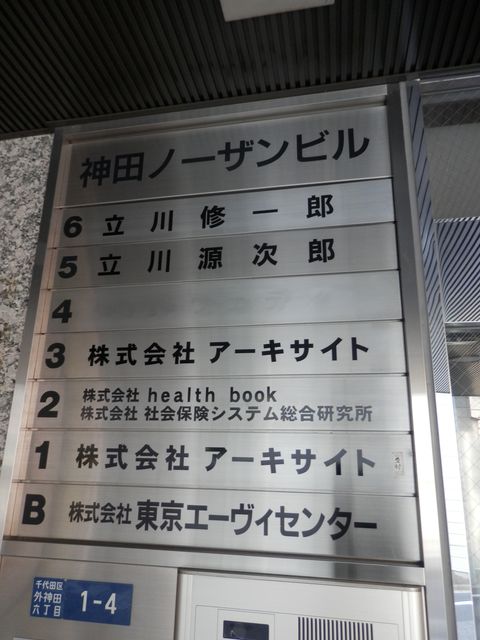 神田ノーザンビル
6 立川修一郎
5 立川源次郎
4
3 株式会社 アーキサイト
2 株式会社 health book
株式会社 社会保険システム総合研究所
1 株式会社 アーキサイト
B 株式会社 東京エーヴィセンター
千代田区
外神田
六丁目
1-4